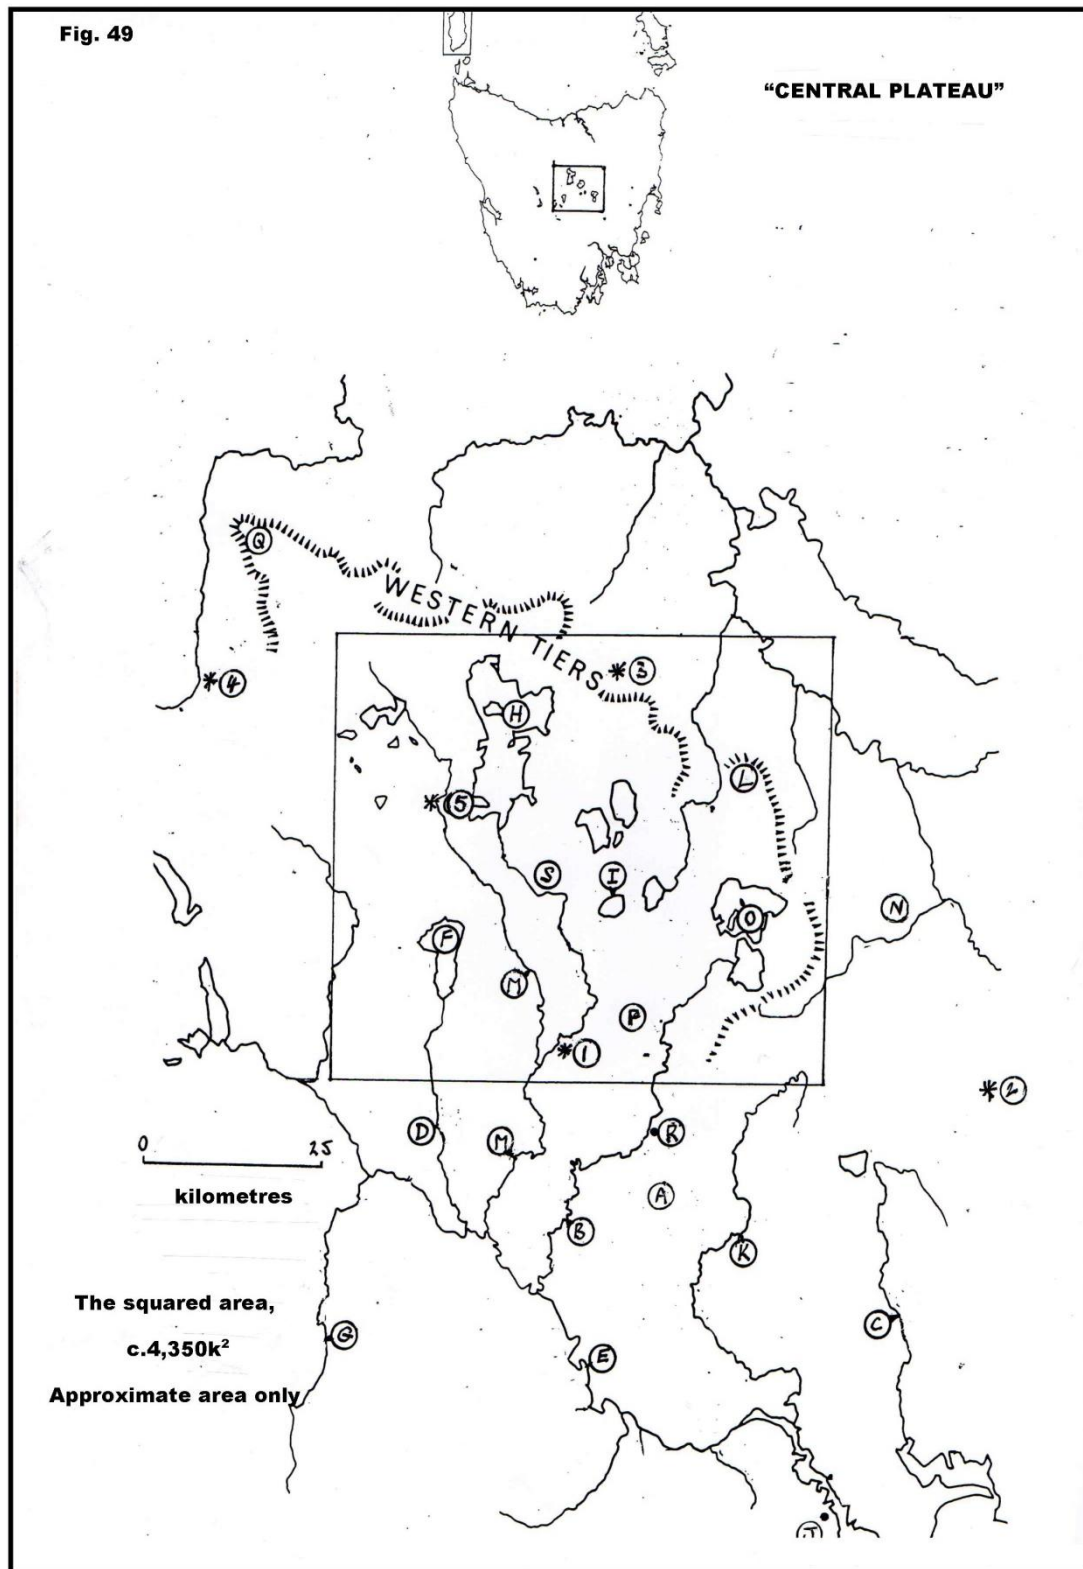 Fig. 49
“CENTRAL PLATEAU”
Q
WESTERN TIERS
*3
*4
H
L
*5
S
I
N
O
F
M
P
*1
*2
D
M
R
0 25
kilometres
A
B
K
The squared area,
c.4,350k²
Approximate area only
G
C
E
J